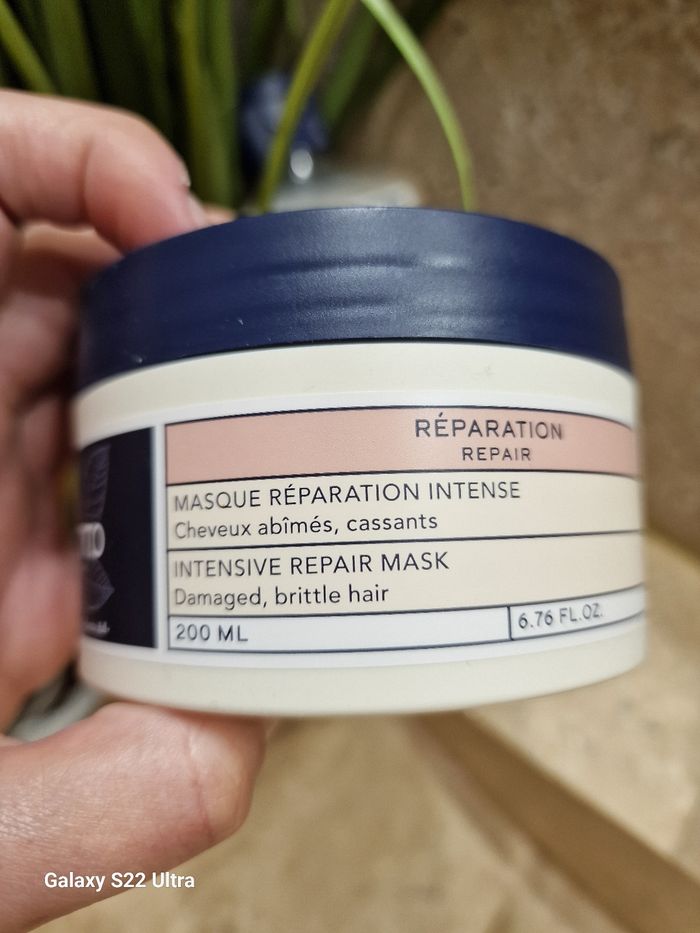 RÉPARATION
REPAIR
MASQUE RÉPARATION INTENSE
Cheveux abîmés, cassants
INTENSIVE REPAIR MASK
Damaged, brittle hair
200 ML
6.76 FL.OZ.
Galaxy S22 Ultra